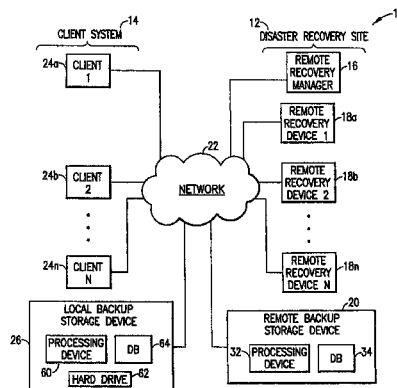 CLIENT SYSTEM
14
24a
CLIENT
1
24b
CLIENT
2
24n
CLIENT
N
22
NETWORK
12
DISASTER RECOVERY SITE
REMOTE
RECOVERY
MANAGER
16
REMOTE
RECOVERY
DEVICE 1
18a
REMOTE
RECOVERY
DEVICE 2
18b
REMOTE
RECOVERY
DEVICE N
18n
LOCAL BACKUP
STORAGE DEVICE
26
PROCESSING
DEVICE
60
DB
64
HARD DRIVE
62
20
REMOTE BACKUP
STORAGE DEVICE
32
PROCESSING
DEVICE
DB
34